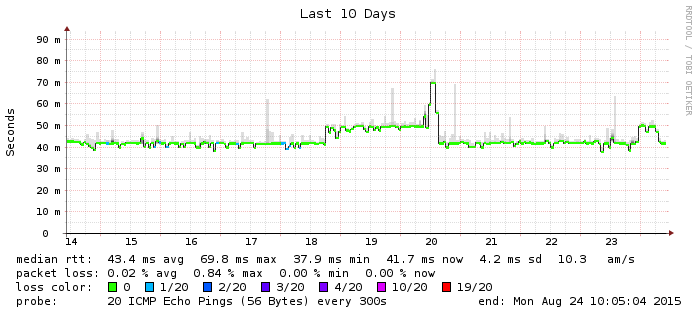 Last 10 Days
RRDTOOL / TOBI OETIKER
Seconds
90 m
80 m
70 m
60 m
50 m
40 m
30 m
20 m
10 m
0
14 15 16 17 18 19 20 21 22 23
median rtt: 43.4 ms avg 69.8 ms max 37.9 ms min 41.7 ms now 4.2 ms sd 10.3 am/s
packet loss: 0.02 % avg 0.84 % max 0.00 % min 0.00 % now
loss color: 0 1/20 2/20 3/20 4/20 10/20 19/20
probe: 20 ICMP Echo Pings (56 Bytes) every 300s end: Mon Aug 24 10:05:04 2015